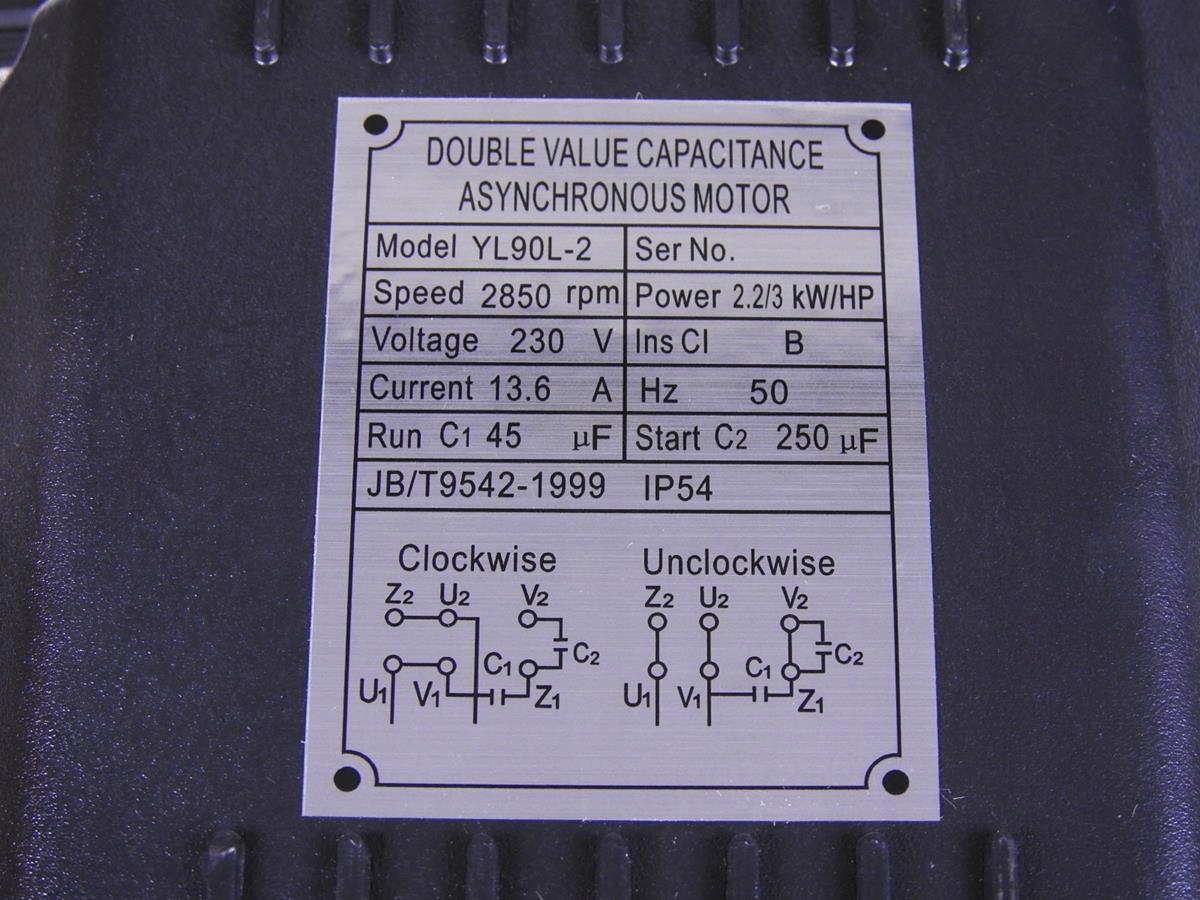 DOUBLE VALUE CAPACITANCE
ASYNCHRONOUS MOTOR
Model YL90L-2 Ser No.
Speed 2850 rpm Power 2.2/3 kW/HP
Voltage 230 V Ins Cl B
Current 13.6 A Hz 50
Run C1 45 μF Start C2 250 μF
JB/T9542-1999 IP54
Clockwise Unclockwise
Z2 U2 V2 Z2 U2 V2
C1 C2 C1 C2
U1 V1 Z1 U1 V1 Z1